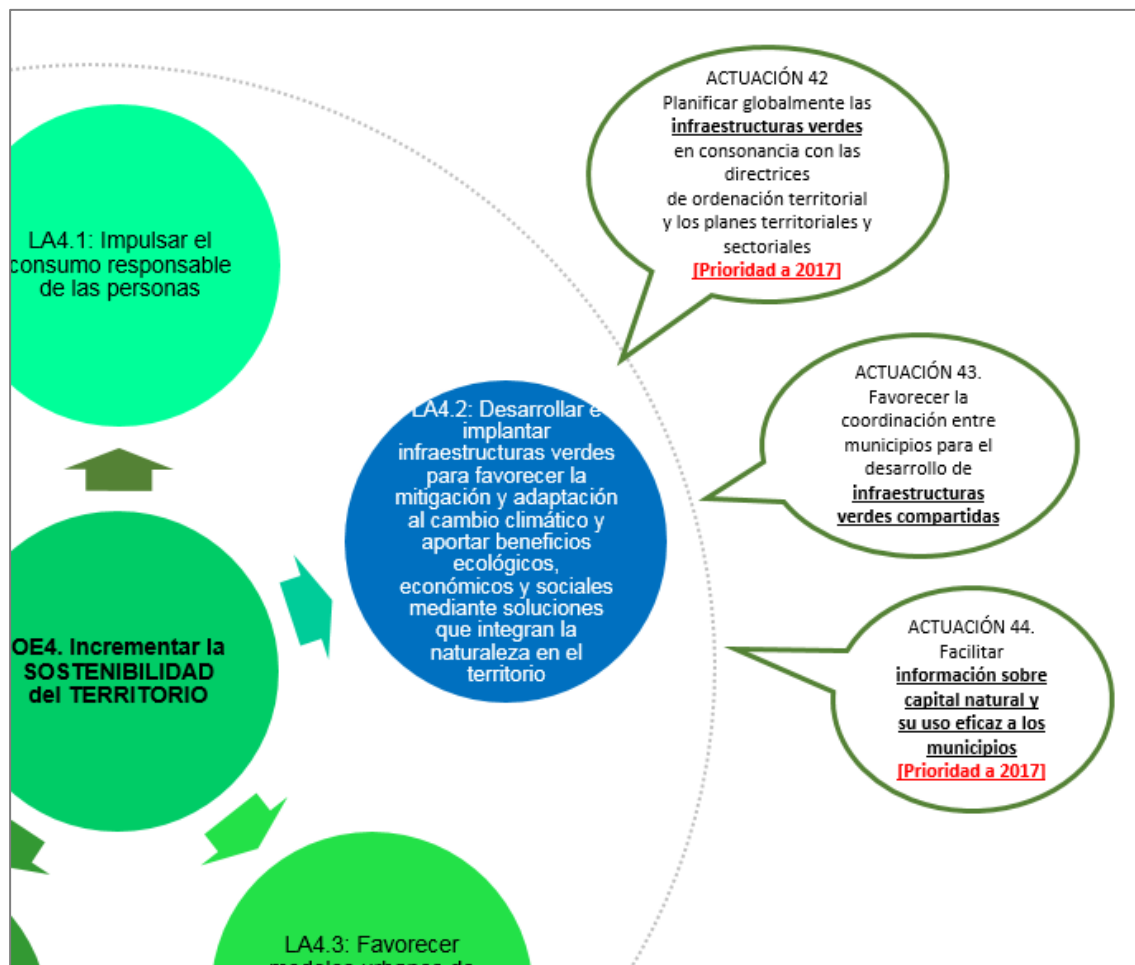 ACTUACIÓN 42
Planificar globalmente las
infraestructuras verdes
en consonancia con las
directrices
de ordenación territorial
y los planes territoriales y
sectoriales
[Prioridad a 2017]
LA4.1: Impulsar el
consumo responsable
de las personas
ACTUACIÓN 43.
Favorecer la
coordinación entre
municipios para el
desarrollo de
infraestructuras
verdes compartidas
LA4.2: Desarrollar e
implantar
infraestructuras verdes
para favorecer la
mitigación y adaptación
al cambio climático y
aportar beneficios
ecológicos,
económicos y sociales
mediante soluciones
que integran la
naturaleza en el
territorio
OE4. Incrementar la
SOSTENIBILIDAD
del TERRITORIO
ACTUACIÓN 44.
Facilitar
información sobre
capital natural y
su uso eficaz a los
municipios
[Prioridad a 2017]
LA4.3: Favorecer